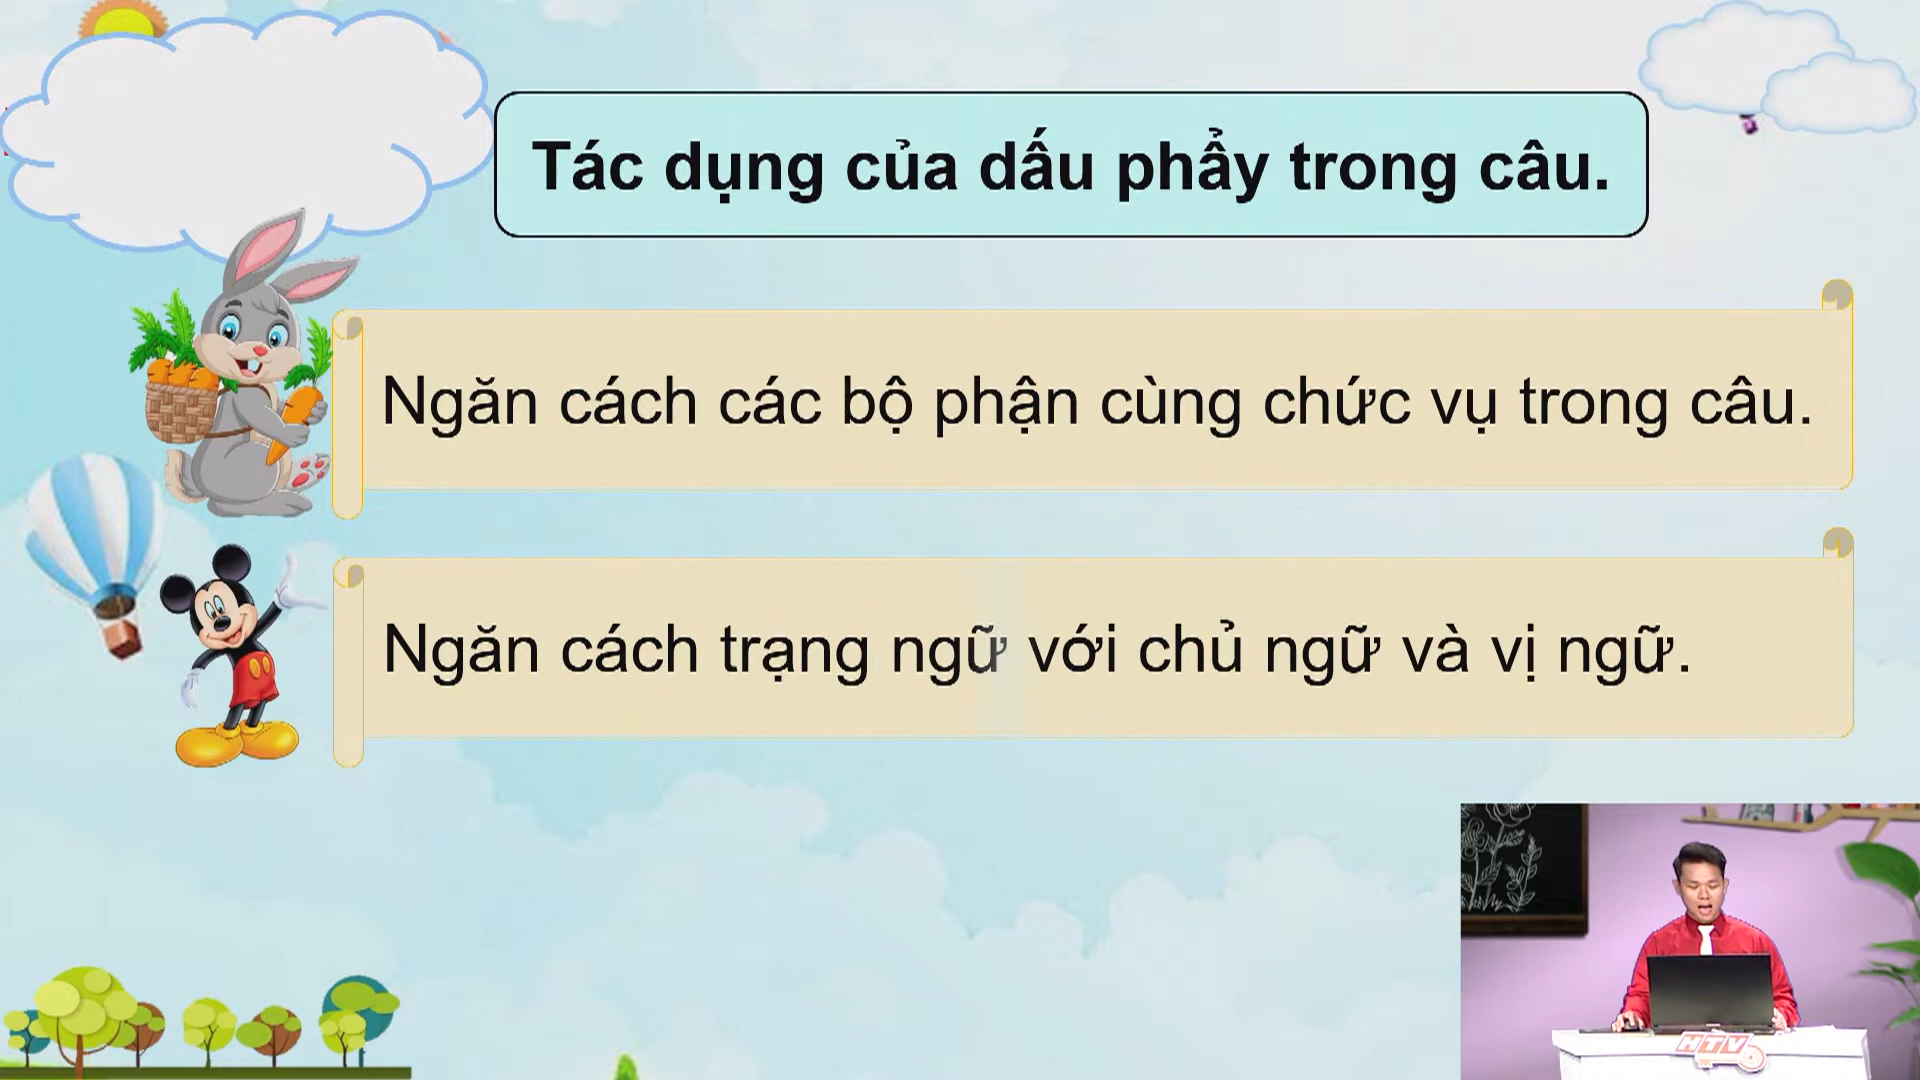 Tác dụng của dấu phẩy trong câu.
Ngăn cách các bộ phận cùng chức vụ trong câu.
Ngăn cách trạng ngữ với chủ ngữ và vị ngữ.
HTV